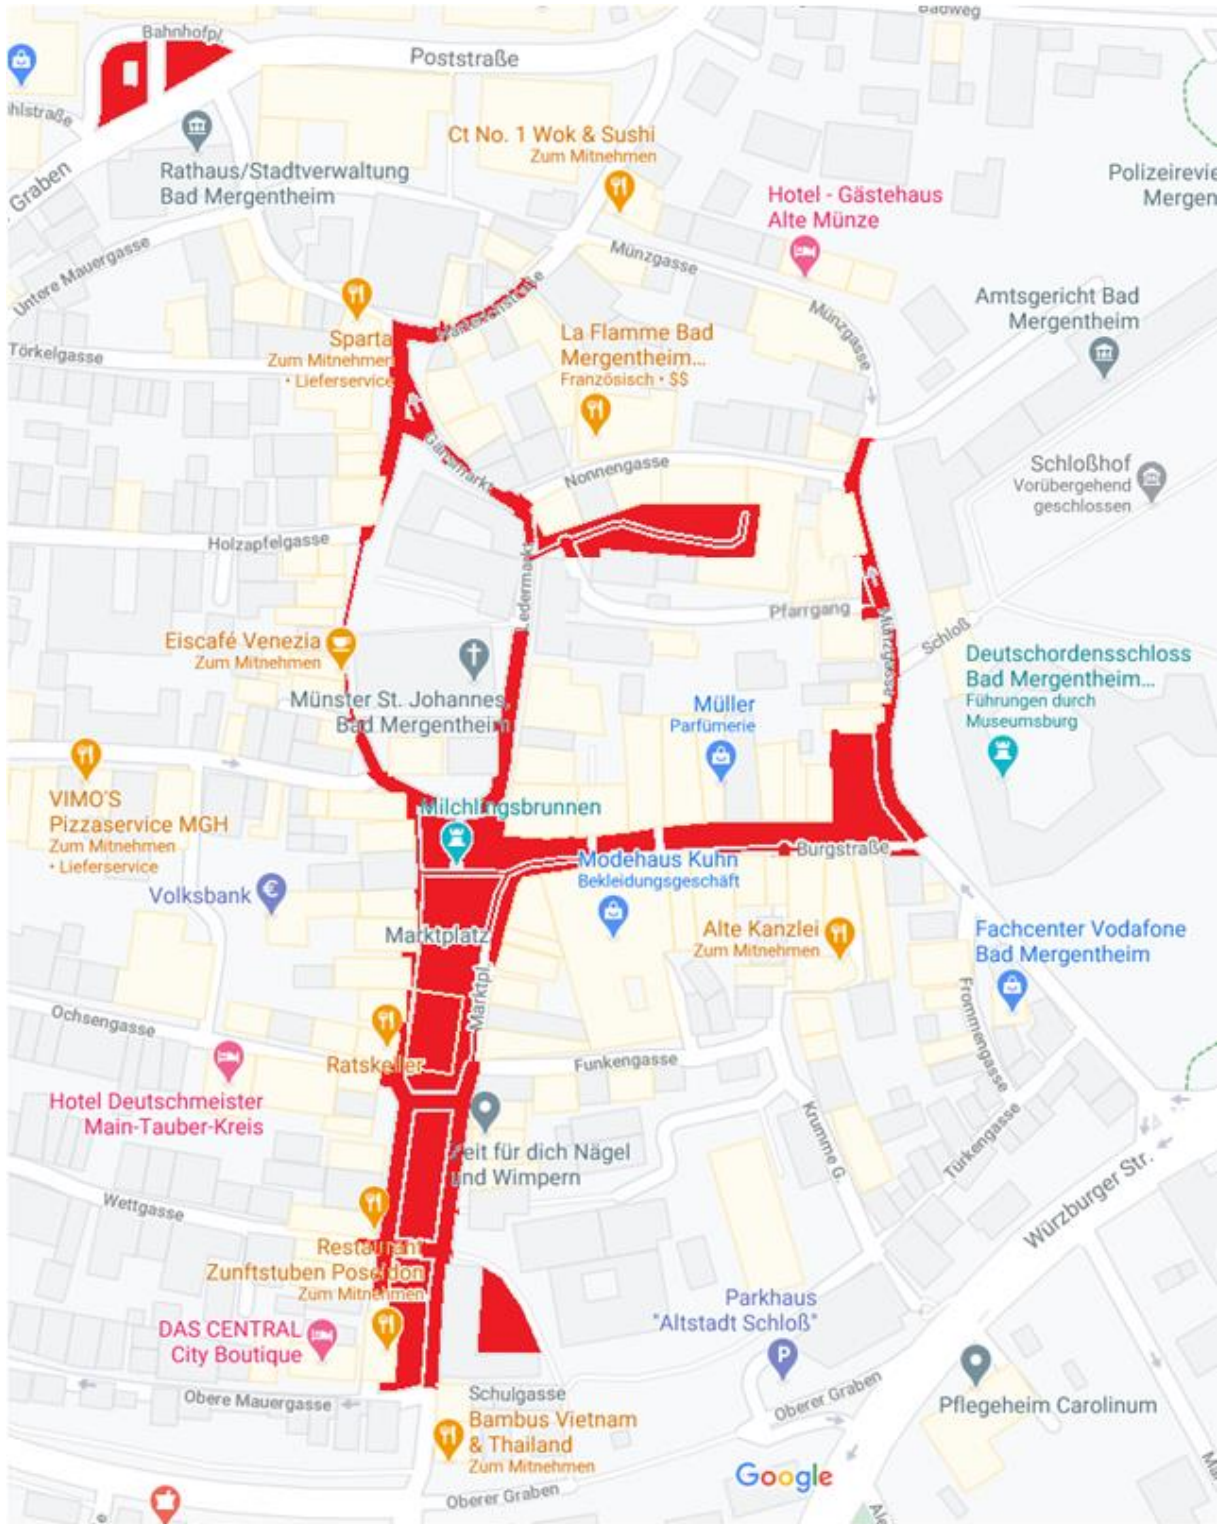 Badweg
Bahnhofpl.
Poststraße
ihlstraße
Ct No. 1 Wok & Sushi
Zum Mitnehmen
Rathaus/Stadtverwaltung
Bad Mergentheim
Graben
Polizeirevie
Mergen
Hotel - Gästehaus
Alte Münze
Münzgasse
Untere Mauergasse
Amtsgericht Bad
Mergentheim
Münzgasse
Sparta
Zum Mitnehmen
• Lieferservice
La Flamme Bad
Mergentheim...
Französisch • $$
Törkelgasse
Gänsmarkt
Nonnengasse
Schloßhof
Vorübergehend
geschlossen
Holzapfelgasse
Ledermarkt
Pfarrgang
Eiscafé Venezia
Zum Mitnehmen
Münzgasse
Schloß
Münster St. Johannes,
Bad Mergentheim
Müller
Parfümerie
Deutschordensschloss
Bad Mergentheim...
Führungen durch
Museumsburg
VIMO'S
Pizzaservice MGH
Zum Mitnehmen
• Lieferservice
Milchlingsbrunnen
Burgstraße
Modehaus Kuhn
Bekleidungsgeschäft
Volksbank
Marktplatz
Alte Kanzlei
Zum Mitnehmen
Fachcenter Vodafone
Bad Mergentheim
Marktpl.
Frommengasse
Ochsengasse
Ratskeller
Funkengasse
Hotel Deutschmeister
Main-Tauber-Kreis
Krumme G.
Türkengasse
Zeit für dich Nägel
und Wimpern
Würzburger Str.
Wettgasse
Restaurant
Zunftstuben Poseidon
Zum Mitnehmen
Parkhaus
"Altstadt Schloß"
DAS CENTRAL
City Boutique
Obere Mauergasse
Schulgasse
Oberer Graben
Pflegeheim Carolinum
Bambus Vietnam
& Thailand
Zum Mitnehmen
Google
Oberer Graben